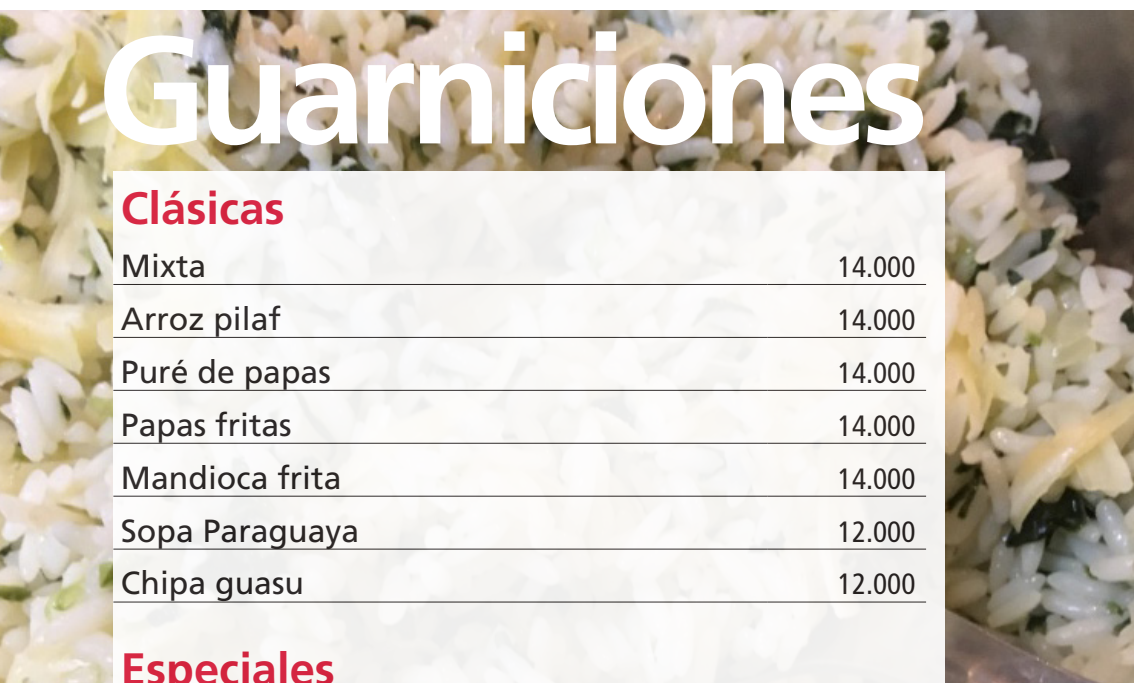 Guarniciones
Clásicas
Mixta 14.000
Arroz pilaf 14.000
Puré de papas 14.000
Papas fritas 14.000
Mandioca frita 14.000
Sopa Paraguaya 12.000
Chipa guasu 12.000
Especiales